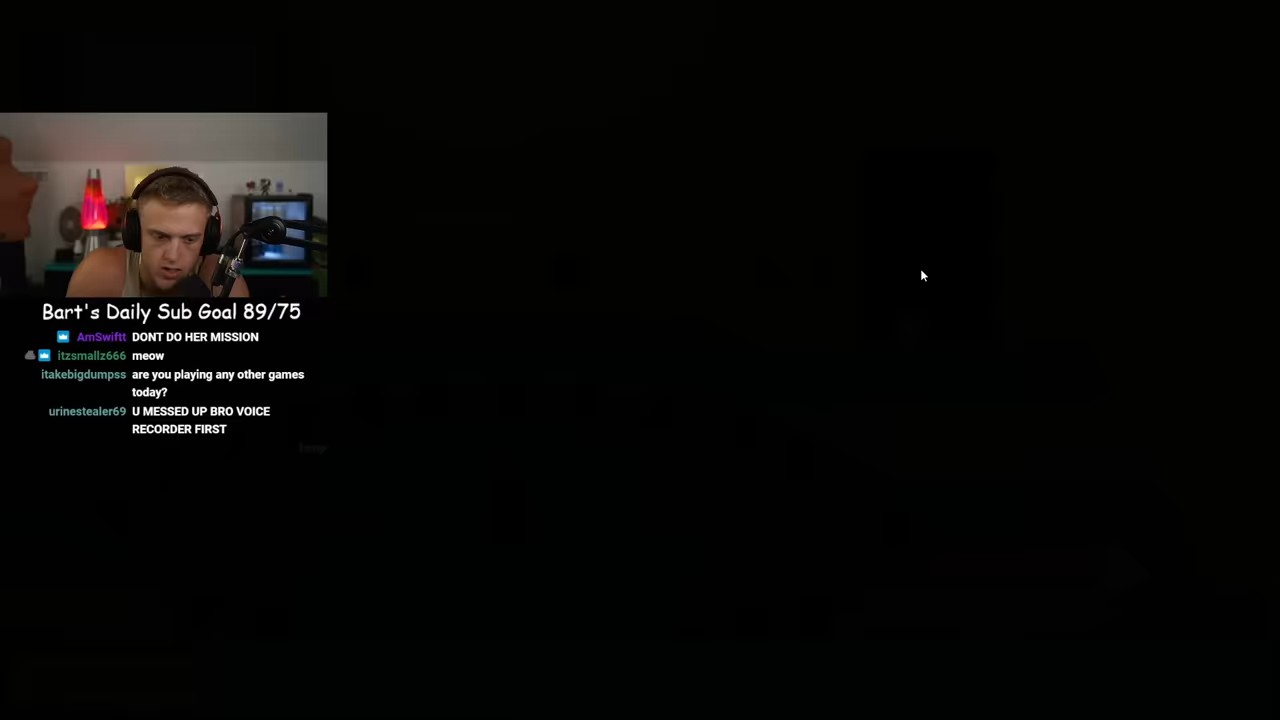 Bart's Daily Sub Goal 89/75
AmSwiftt DONT DO HER MISSION
itzsmallz666 meow
itakebigdumpss are you playing any other games
today?
urinestealer69 U MESSED UP BRO VOICE
RECORDER FIRST